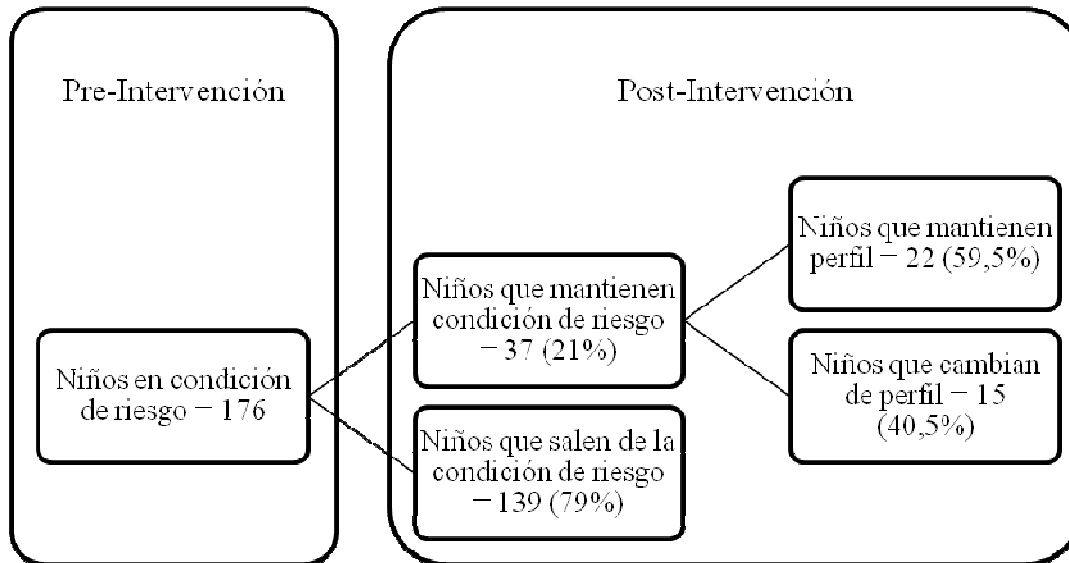 Pre-Intervención
Post-Intervención
Niños en condición
de riesgo = 176
Niños que mantienen
condición de riesgo
= 37 (21%)
Niños que salen de la
condición de riesgo
= 139 (79%)
Niños que mantienen
perfil = 22 (59,5%)
Niños que cambian
de perfil = 15
(40,5%)